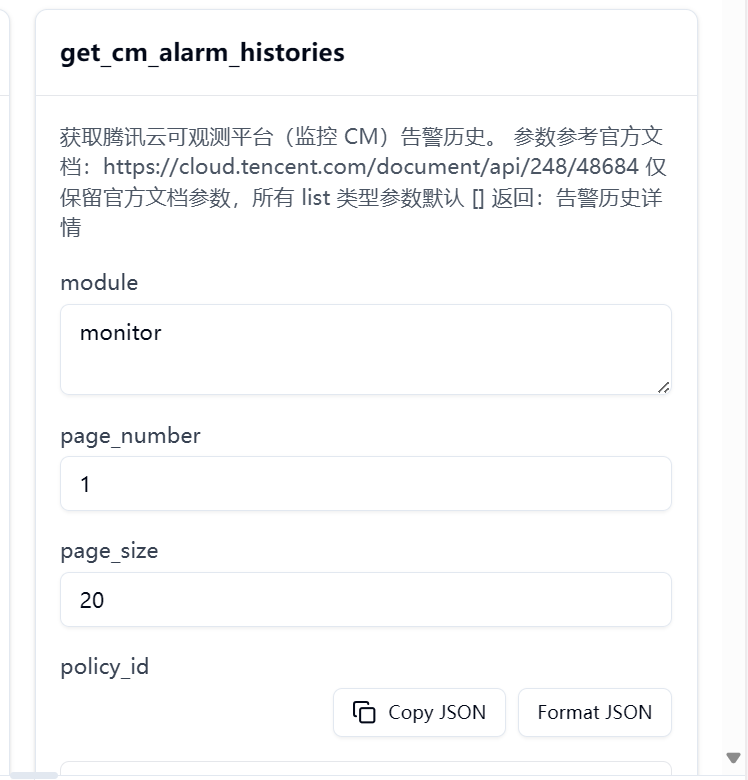 get_cm_alarm_histories
获取腾讯云可观测平台（监控 CM）告警历史。 参数参考官方文
档：https://cloud.tencent.com/document/api/248/48684 仅
保留官方文档参数，所有 list 类型参数默认 [] 返回：告警历史详
情
module
monitor
page_number
1
page_size
20
policy_id
Copy JSON
Format JSON